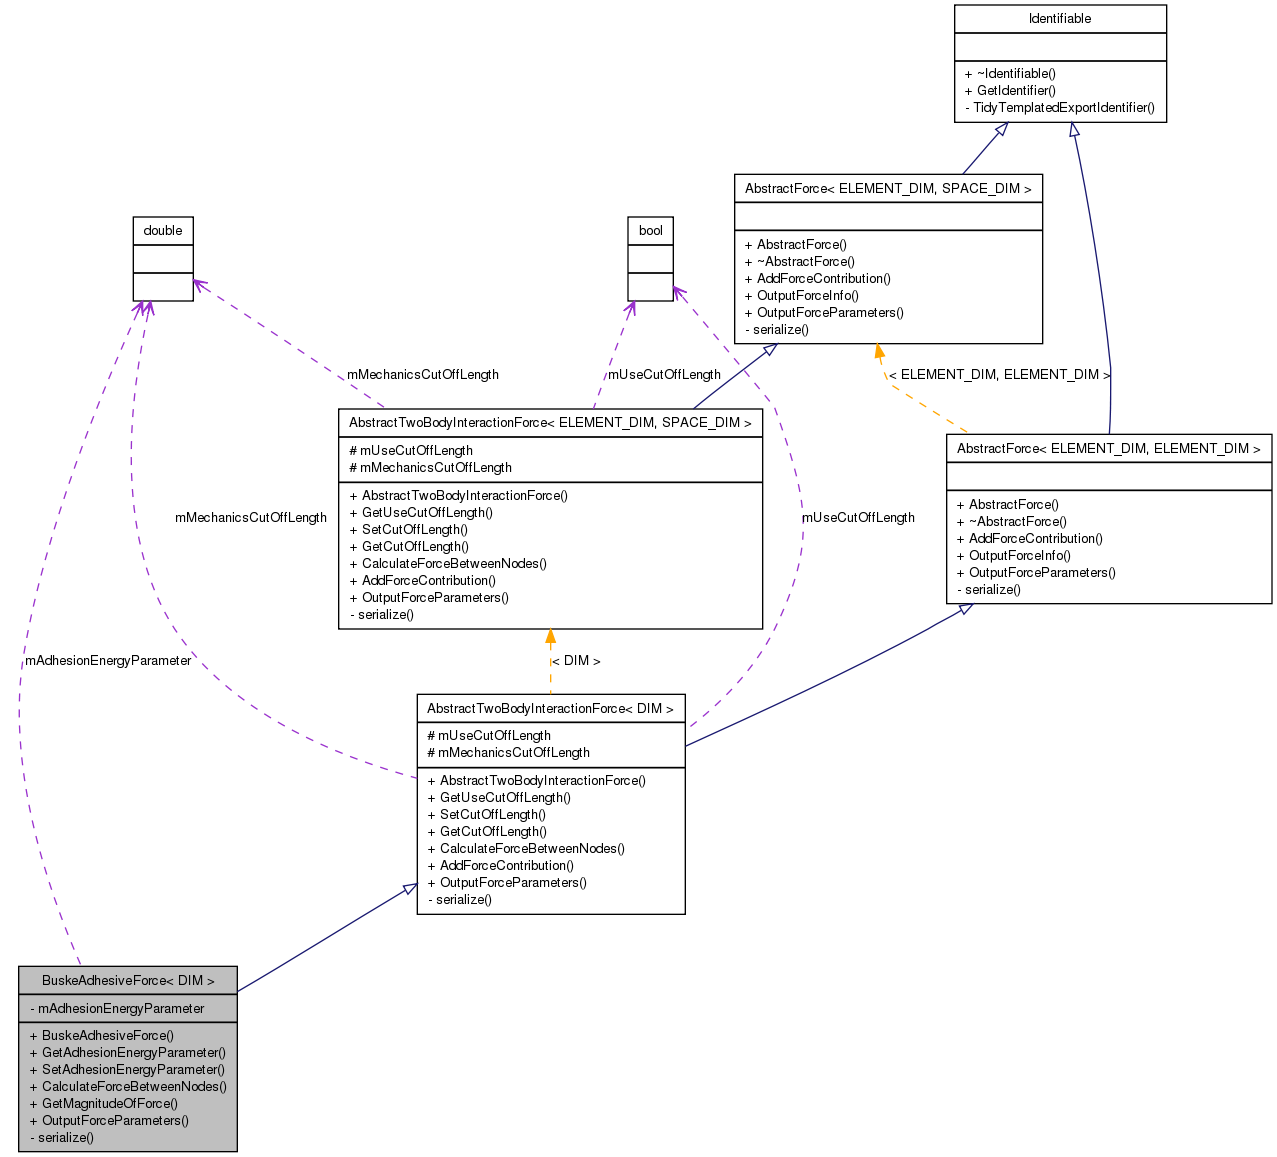 Identifiable
+ ~Identifiable()
+ GetIdentifier()
- TidyTemplatedExportIdentifier()
AbstractForce< ELEMENT_DIM, SPACE_DIM >
+ AbstractForce()
+ ~AbstractForce()
+ AddForceContribution()
+ OutputForceInfo()
+ OutputForceParameters()
- serialize()
double
bool
mMechanicsCutOffLength
mUseCutOffLength
< ELEMENT_DIM, ELEMENT_DIM >
AbstractTwoBodyInteractionForce< ELEMENT_DIM, SPACE_DIM >
# mUseCutOffLength
# mMechanicsCutOffLength
+ AbstractTwoBodyInteractionForce()
+ GetUseCutOffLength()
+ SetCutOffLength()
+ GetCutOffLength()
+ CalculateForceBetweenNodes()
+ AddForceContribution()
+ OutputForceParameters()
- serialize()
AbstractForce< ELEMENT_DIM, ELEMENT_DIM >
+ AbstractForce()
+ ~AbstractForce()
+ AddForceContribution()
+ OutputForceInfo()
+ OutputForceParameters()
- serialize()
mMechanicsCutOffLength
mUseCutOffLength
mAdhesionEnergyParameter
< DIM >
AbstractTwoBodyInteractionForce< DIM >
# mUseCutOffLength
# mMechanicsCutOffLength
+ AbstractTwoBodyInteractionForce()
+ GetUseCutOffLength()
+ SetCutOffLength()
+ GetCutOffLength()
+ CalculateForceBetweenNodes()
+ AddForceContribution()
+ OutputForceParameters()
- serialize()
BuskeAdhesiveForce< DIM >
- mAdhesionEnergyParameter
+ BuskeAdhesiveForce()
+ GetAdhesionEnergyParameter()
+ SetAdhesionEnergyParameter()
+ CalculateForceBetweenNodes()
+ GetMagnitudeOfForce()
+ OutputForceParameters()
- serialize()